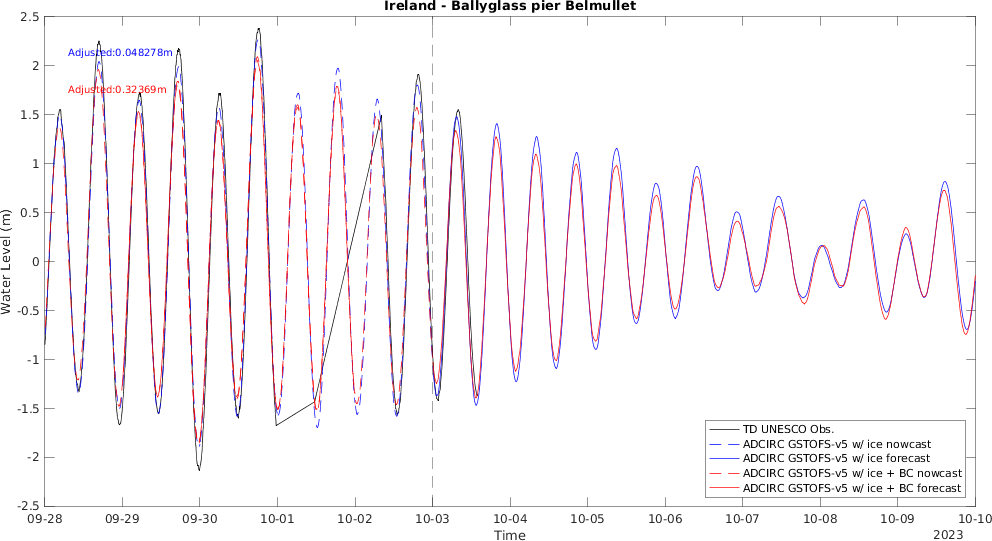 Ireland - Ballyglass pier Belmullet
2.5
2
1.5
1
0.5
0
-0.5
-1
-1.5
-2
-2.5
Water Level (m)
Adjusted:0.048278m
Adjusted:0.32369m
TD UNESCO Obs.
ADCIRC GSTOFS-v5 w/ ice nowcast
ADCIRC GSTOFS-v5 w/ ice forecast
ADCIRC GSTOFS-v5 w/ ice + BC nowcast
ADCIRC GSTOFS-v5 w/ ice + BC forecast
09-28 09-29 09-30 10-01 10-02 10-03 10-04 10-05 10-06 10-07 10-08 10-09 10-10
Time
2023